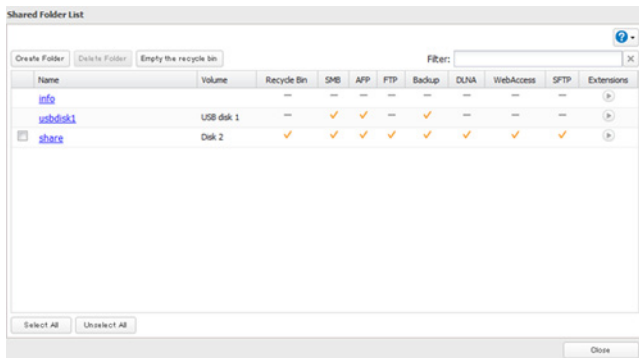 Shared Folder List
Create Folder Delete Folder Empty the recycle bin Filter:
Name Volume Recycle Bin SMB AFP FTP Backup DLNA WebAccess SFTP Extensions
info
usbdisk1 USB disk 1
share Disk 2
Select All Unselect All
Close